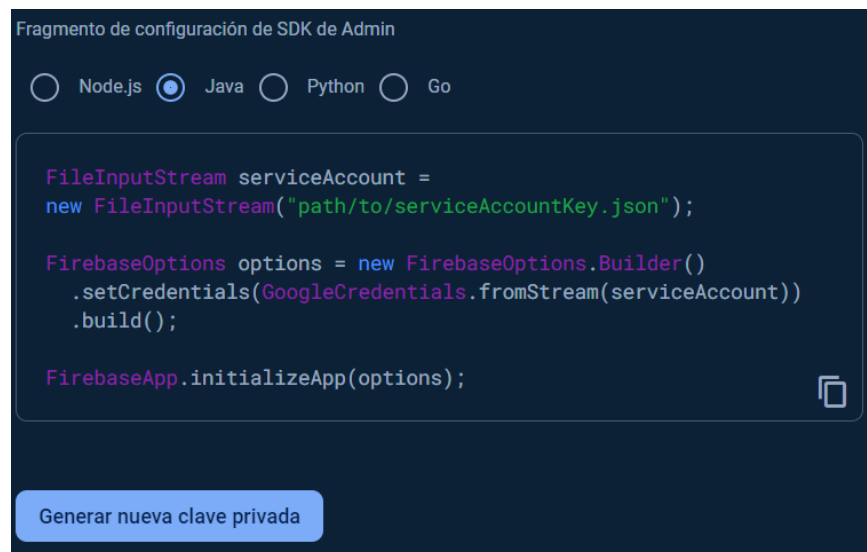 Fragmento de configuración de SDK de Admin
Node.js Java Python Go
FileInputStream serviceAccount =
new FileInputStream("path/to/serviceAccountKey.json");
FirebaseOptions options = new FirebaseOptions.Builder()
.setCredentials(GoogleCredentials.fromStream(serviceAccount))
.build();
FirebaseApp.initializeApp(options);
Generar nueva clave privada